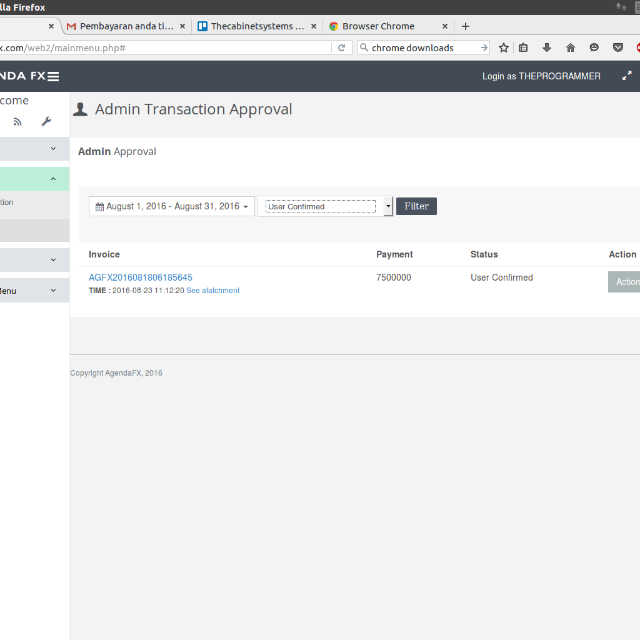 lla Firefox
Pembayaran anda ti...
Thecabinetsystems ...
Browser Chrome
x.com/web2/mainmenu.php#
chrome downloads
NDA FX
Login as THEPROGRAMMER
come
Admin Transaction Approval
Admin Approval
tion
August 1, 2016 - August 31, 2016
User Confirmed
Filter
Invoice Payment Status Action
AGFX2016081806185645 7500000 User Confirmed Action
TIME : 2016-08-23 11:12:20 See atatchment
Menu
Copyright AgendaFX, 2016